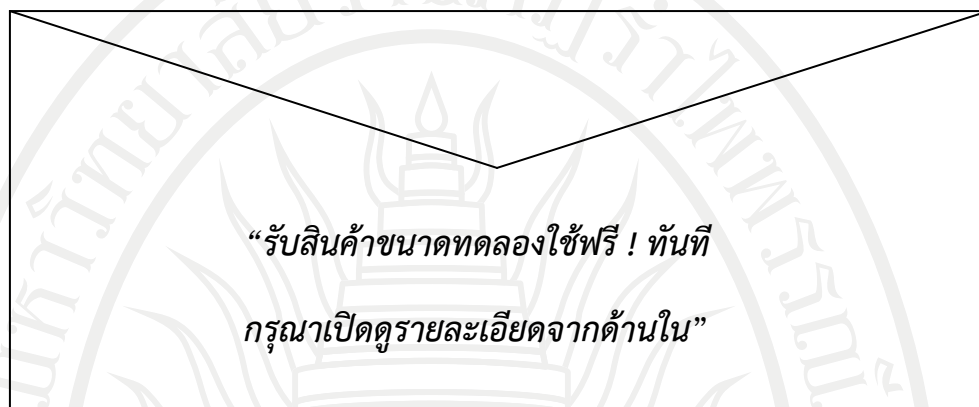 “รับสินค้าขนาดทดลองใช้ฟรี ! ทันที
กรุณาเปิดดูรายละเอียดจากด้านใน”